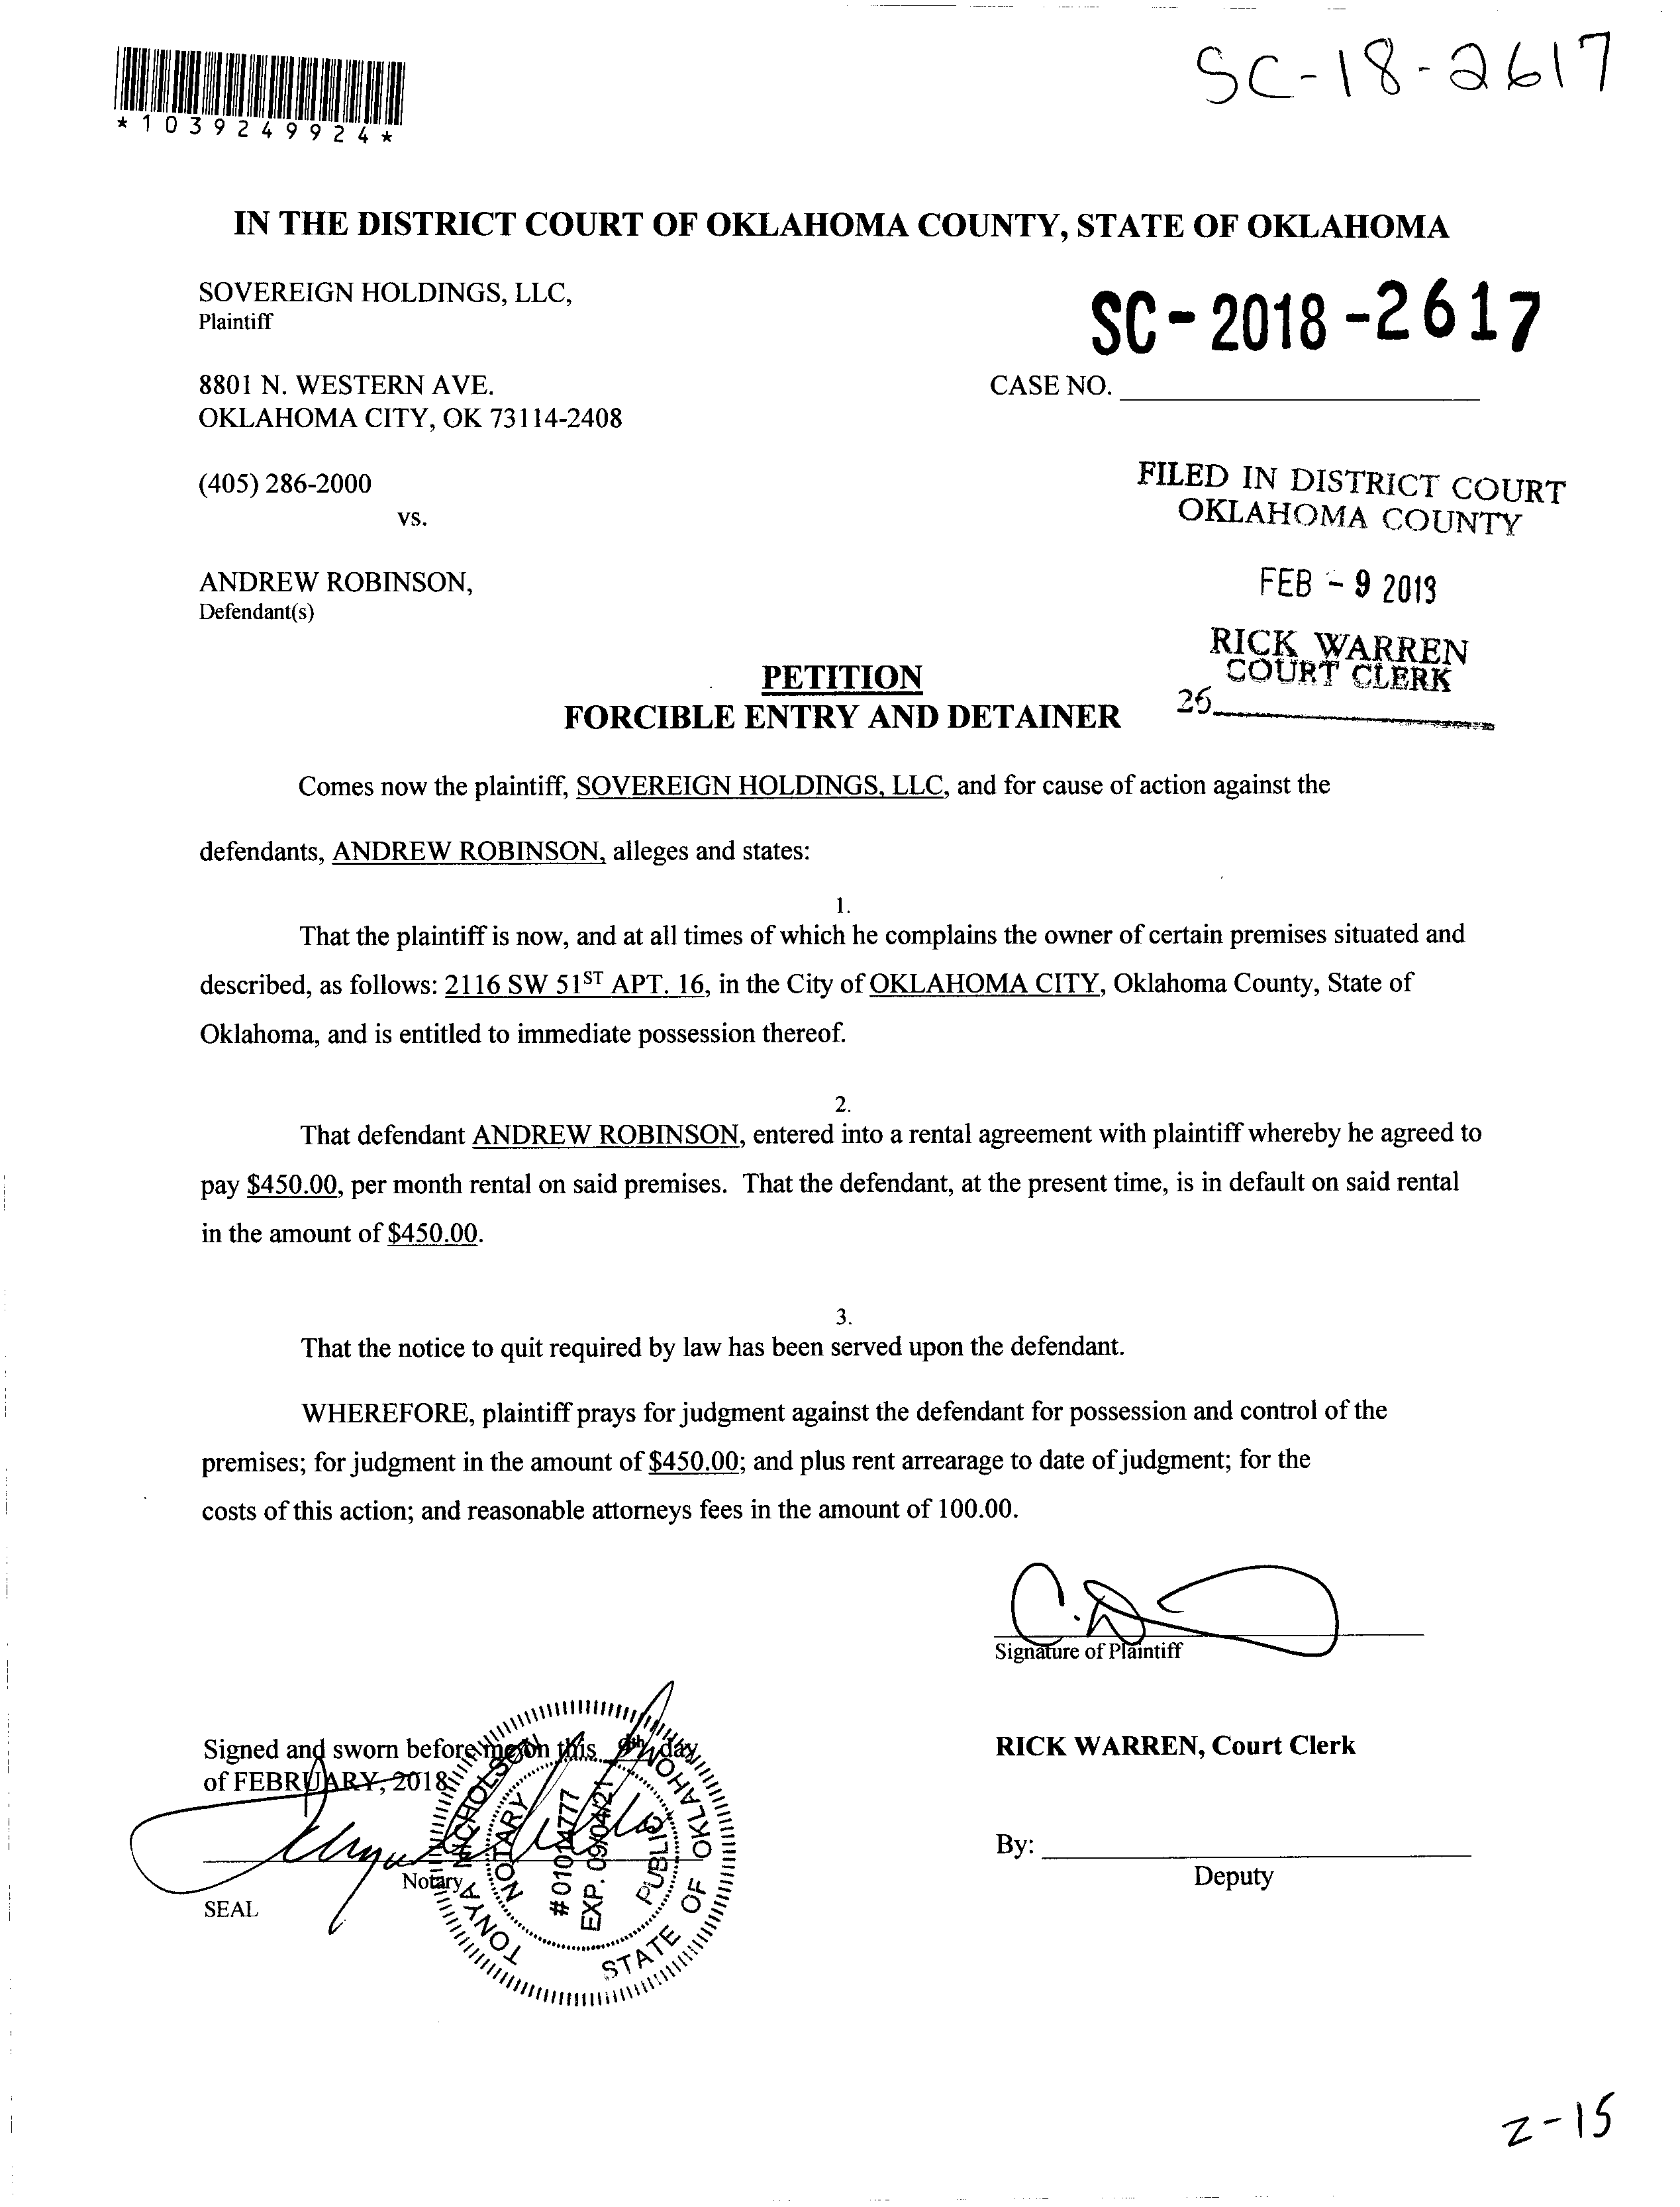 SC-18-2617
*1039249924*
IN THE DISTRICT COURT OF OKLAHOMA COUNTY, STATE OF OKLAHOMA
SOVEREIGN HOLDINGS, LLC,
Plaintiff
SC-2018-2617
8801 N. WESTERN AVE.
CASE NO.
OKLAHOMA CITY, OK 73114-2408
(405) 286-2000
FILED IN DISTRICT COURT
OKLAHOMA COUNTY
vs.
ANDREW ROBINSON,
Defendant(s)
FEB - 9 2018
RICK WARREN
COURT CLERK
26
PETITION
FORCIBLE ENTRY AND DETAINER
Comes now the plaintiff, SOVEREIGN HOLDINGS, LLC, and for cause of action against the
defendants, ANDREW ROBINSON, alleges and states:
1.
That the plaintiff is now, and at all times of which he complains the owner of certain premises situated and
described, as follows: 2116 SW 51ST APT. 16, in the City of OKLAHOMA CITY, Oklahoma County, State of
Oklahoma, and is entitled to immediate possession thereof.
2.
That defendant ANDREW ROBINSON, entered into a rental agreement with plaintiff whereby he agreed to
pay $450.00, per month rental on said premises. That the defendant, at the present time, is in default on said rental
in the amount of $450.00.
3.
That the notice to quit required by law has been served upon the defendant.
WHEREFORE, plaintiff prays for judgment against the defendant for possession and control of the
premises; for judgment in the amount of $450.00; and plus rent arrearage to date of judgment; for the
costs of this action; and reasonable attorneys fees in the amount of 100.00.
Signature of Plaintiff
Signed and sworn before me on this 9th day
of FEBRUARY, 2018
RICK WARREN, Court Clerk
Notary
SEAL
TONYA NICHOLSON
NOTARY PUBLIC
# 01014777
EXP. 09/04/21
STATE OF OKLAHOMA
By:
Deputy
2-15